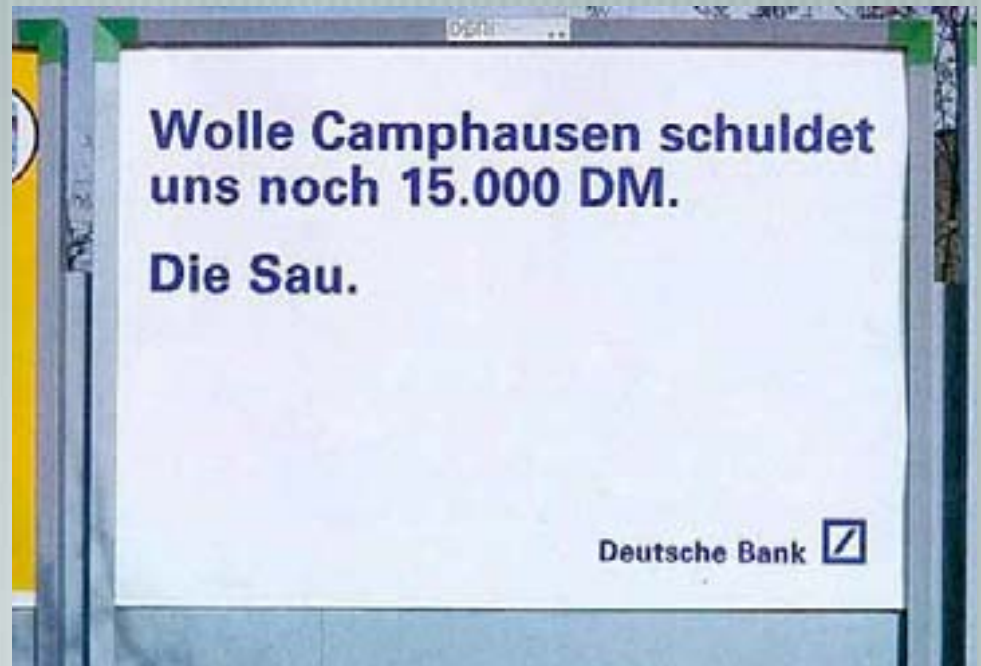 Wolle Camphausen schuldet
uns noch 15.000 DM.
Die Sau.
Deutsche Bank